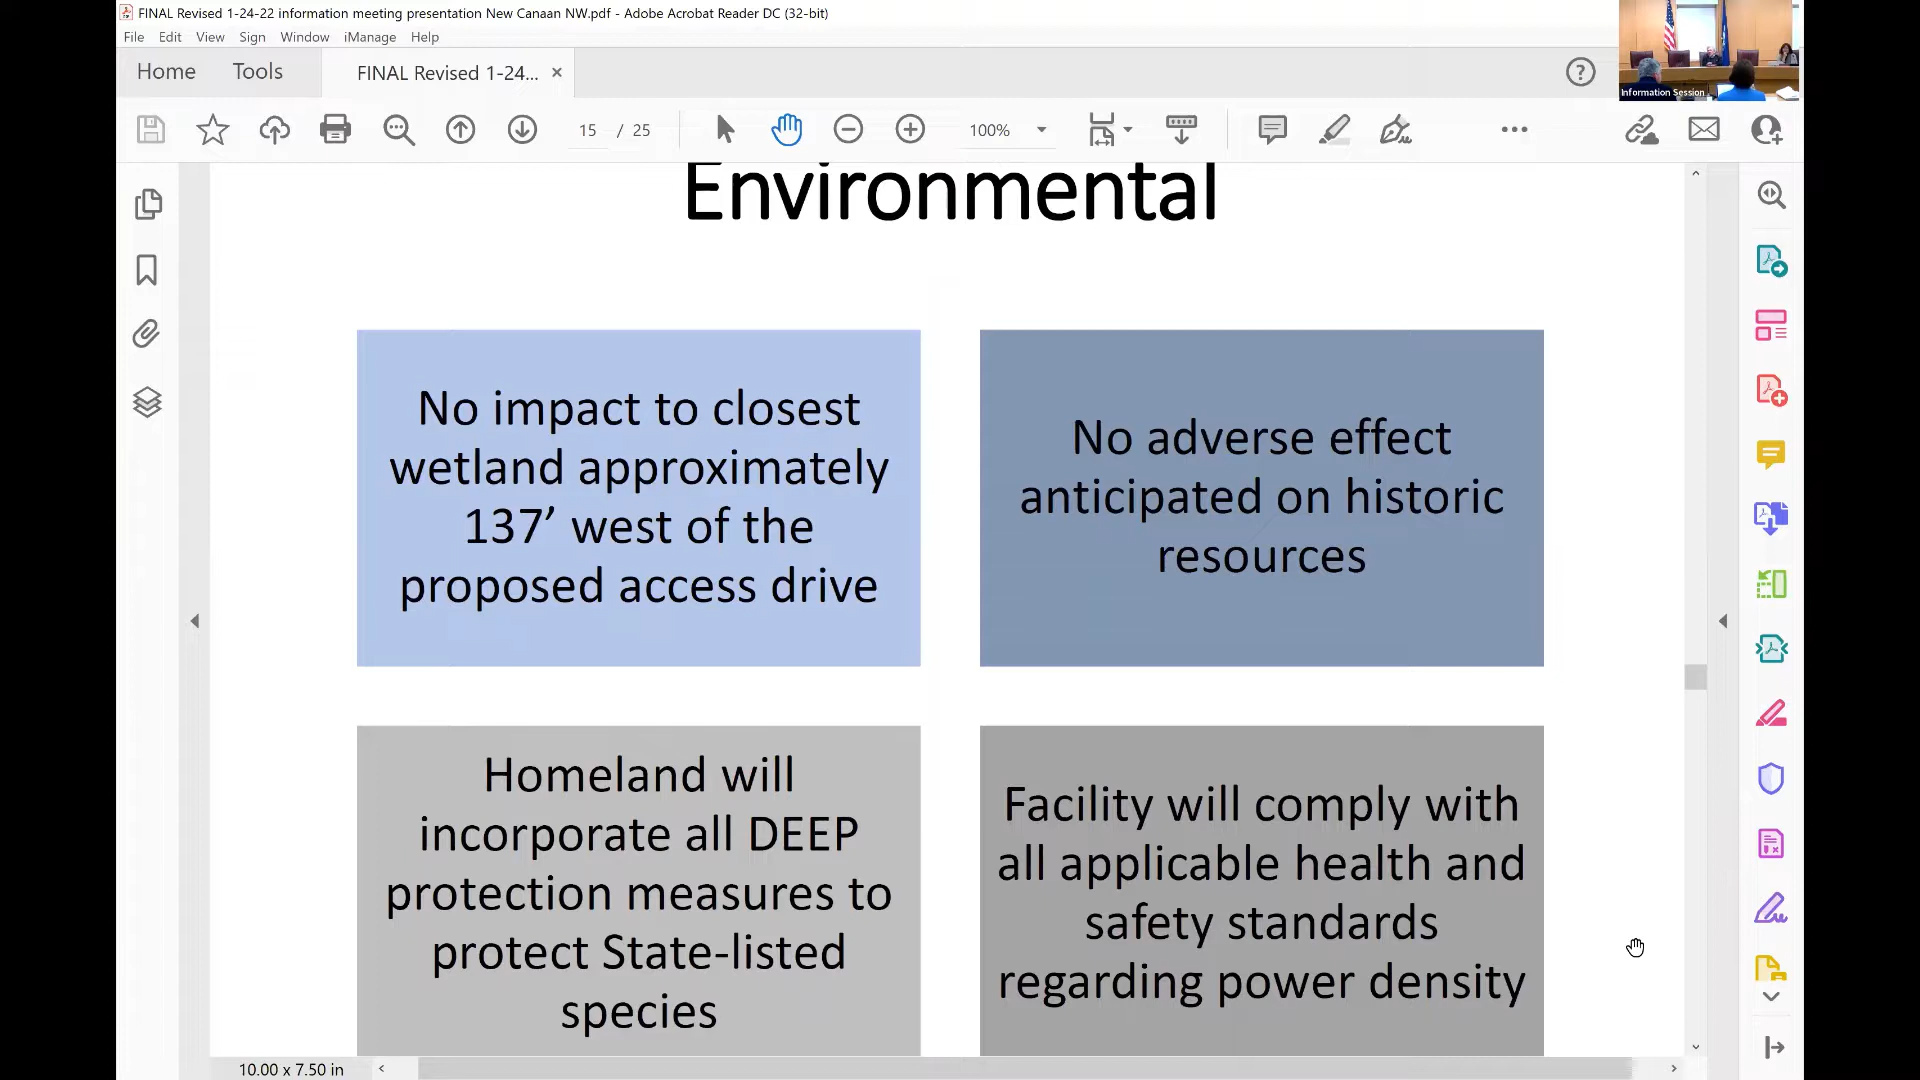 FINAL Revised 1-24-22 information meeting presentation New Canaan NW.pdf - Adobe Acrobat Reader DC (32-bit)
File Edit View Sign Window iManage Help
Home Tools FINAL Revised 1-24... ×
Information Session
15 / 25 100%
Environmental
No impact to closest
wetland approximately
137’ west of the
proposed access drive
No adverse effect
anticipated on historic
resources
Homeland will
incorporate all DEEP
protection measures to
protect State-listed
species
Facility will comply with
all applicable health and
safety standards
regarding power density
10.00 x 7.50 in